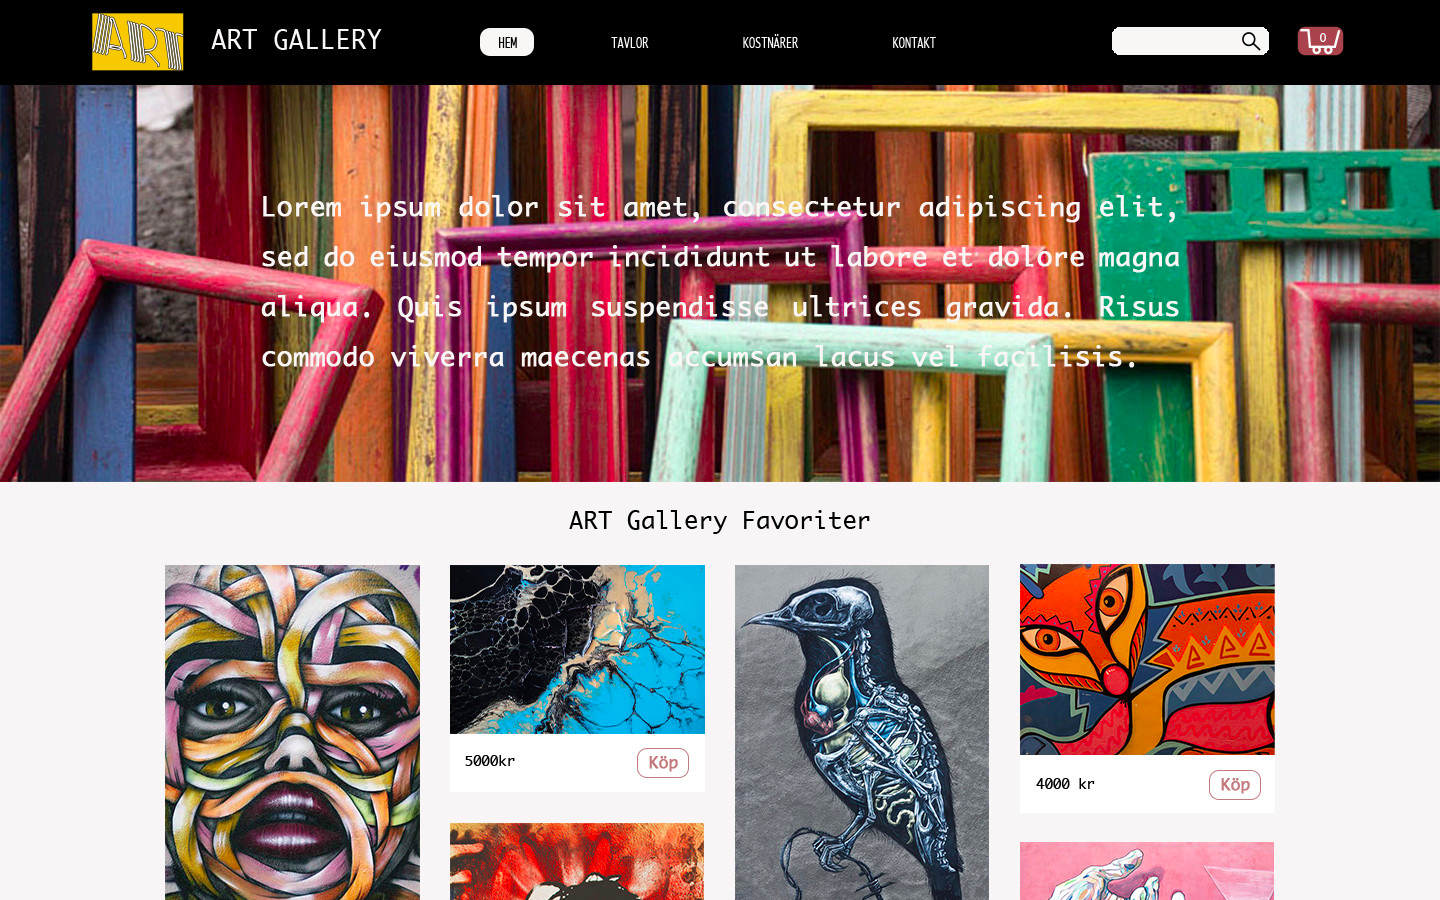 ART
ART GALLERY
HEM
TAVLOR
KOSTNÄRER
KONTAKT
0
Lorem ipsum dolor sit amet, consectetur adipiscing elit,
sed do eiusmod tempor incididunt ut labore et dolore magna
aliqua. Quis ipsum suspendisse ultrices gravida. Risus
commodo viverra maecenas accumsan lacus vel facilisis.
ART Gallery Favoriter
5000kr
Köp
4000 kr
Köp